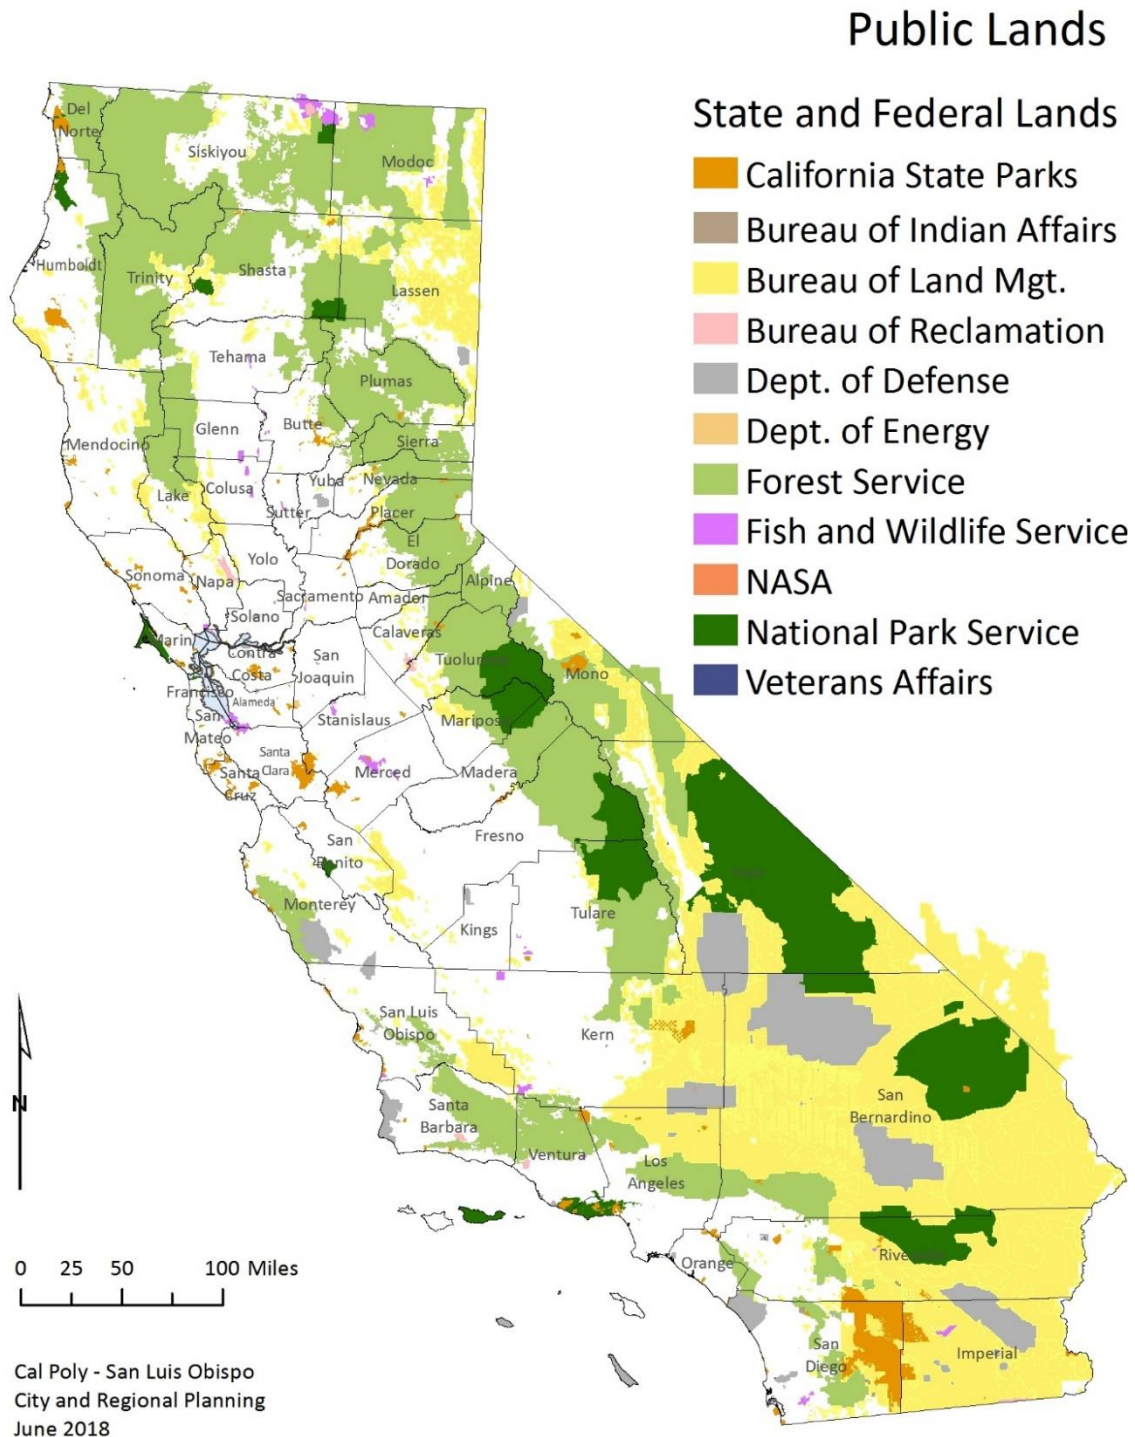 Public Lands
State and Federal Lands
California State Parks
Bureau of Indian Affairs
Bureau of Land Mgt.
Bureau of Reclamation
Dept. of Defense
Dept. of Energy
Forest Service
Fish and Wildlife Service
NASA
National Park Service
Veterans Affairs
Del
Norte
Siskiyou
Modoc
Humboldt
Trinity
Shasta
Lassen
Tehama
Plumas
Mendocino
Glenn
Butte
Sierra
Lake
Colusa
Yuba
Nevada
Sutter
Placer
El
Dorado
Sonoma
Napa
Yolo
Sacramento
Amador
Alpine
Solano
Marin
Calaveras
Contra
Costa
San
Joaquin
Mono
San
Francisco
Alameda
Stanislaus
Mariposa
San
Mateo
Santa
Clara
Santa
Cruz
Merced
Madera
Fresno
San
Benito
Monterey
Tulare
Kings
San Luis
Obispo
Kern
Santa
Barbara
San
Bernardino
Ventura
Los
Angeles
Orange
San
Diego
Imperial
N
0 25 50 100 Miles
Cal Poly - San Luis Obispo
City and Regional Planning
June 2018